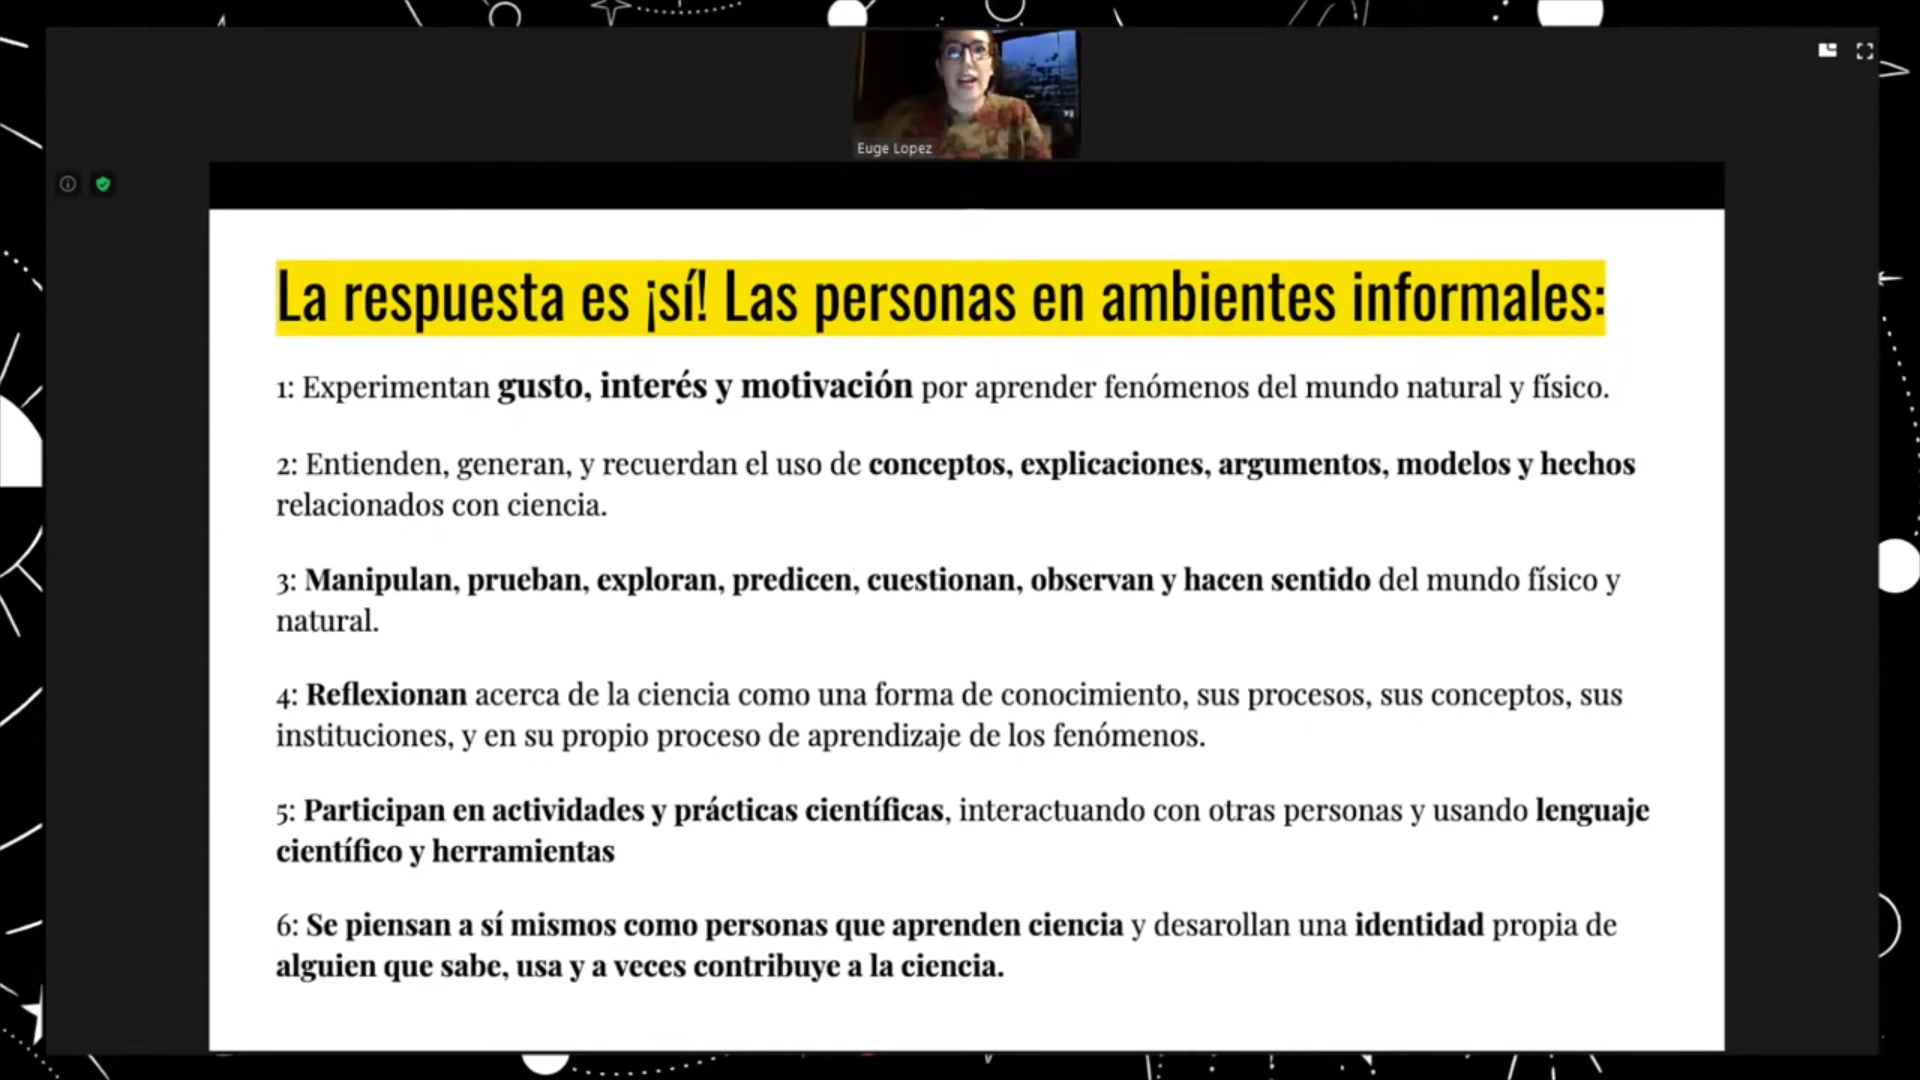 Euge Lopez
La respuesta es ¡sí! Las personas en ambientes informales:
1: Experimentan gusto, interés y motivación por aprender fenómenos del mundo natural y físico.
2: Entienden, generan, y recuerdan el uso de conceptos, explicaciones, argumentos, modelos y hechos
relacionados con ciencia.
3: Manipulan, prueban, exploran, predicen, cuestionan, observan y hacen sentido del mundo físico y
natural.
4: Reflexionan acerca de la ciencia como una forma de conocimiento, sus procesos, sus conceptos, sus
instituciones, y en su propio proceso de aprendizaje de los fenómenos.
5: Participan en actividades y prácticas científicas, interactuando con otras personas y usando lenguaje
científico y herramientas
6: Se piensan a sí mismos como personas que aprenden ciencia y desarollan una identidad propia de
alguien que sabe, usa y a veces contribuye a la ciencia.